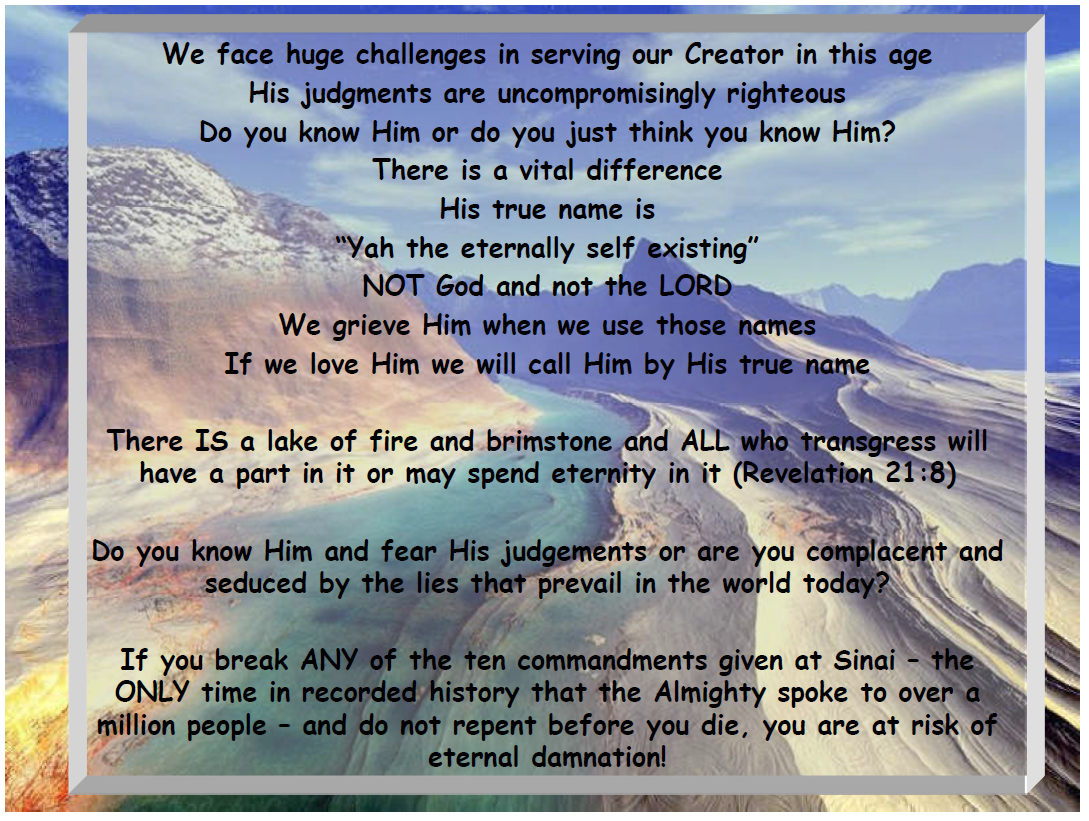 We face huge challenges in serving our Creator in this age
His judgments are uncompromisingly righteous
Do you know Him or do you just think you know Him?
There is a vital difference
His true name is
“Yah the eternally self existing”
NOT God and not the LORD
We grieve Him when we use those names
If we love Him we will call Him by His true name
There IS a lake of fire and brimstone and ALL who transgress will
have a part in it or may spend eternity in it (Revelation 21:8)
Do you know Him and fear His judgements or are you complacent and
seduced by the lies that prevail in the world today?
If you break ANY of the ten commandments given at Sinai – the
ONLY time in recorded history that the Almighty spoke to over a
million people – and do not repent before you die, you are at risk of
eternal damnation!